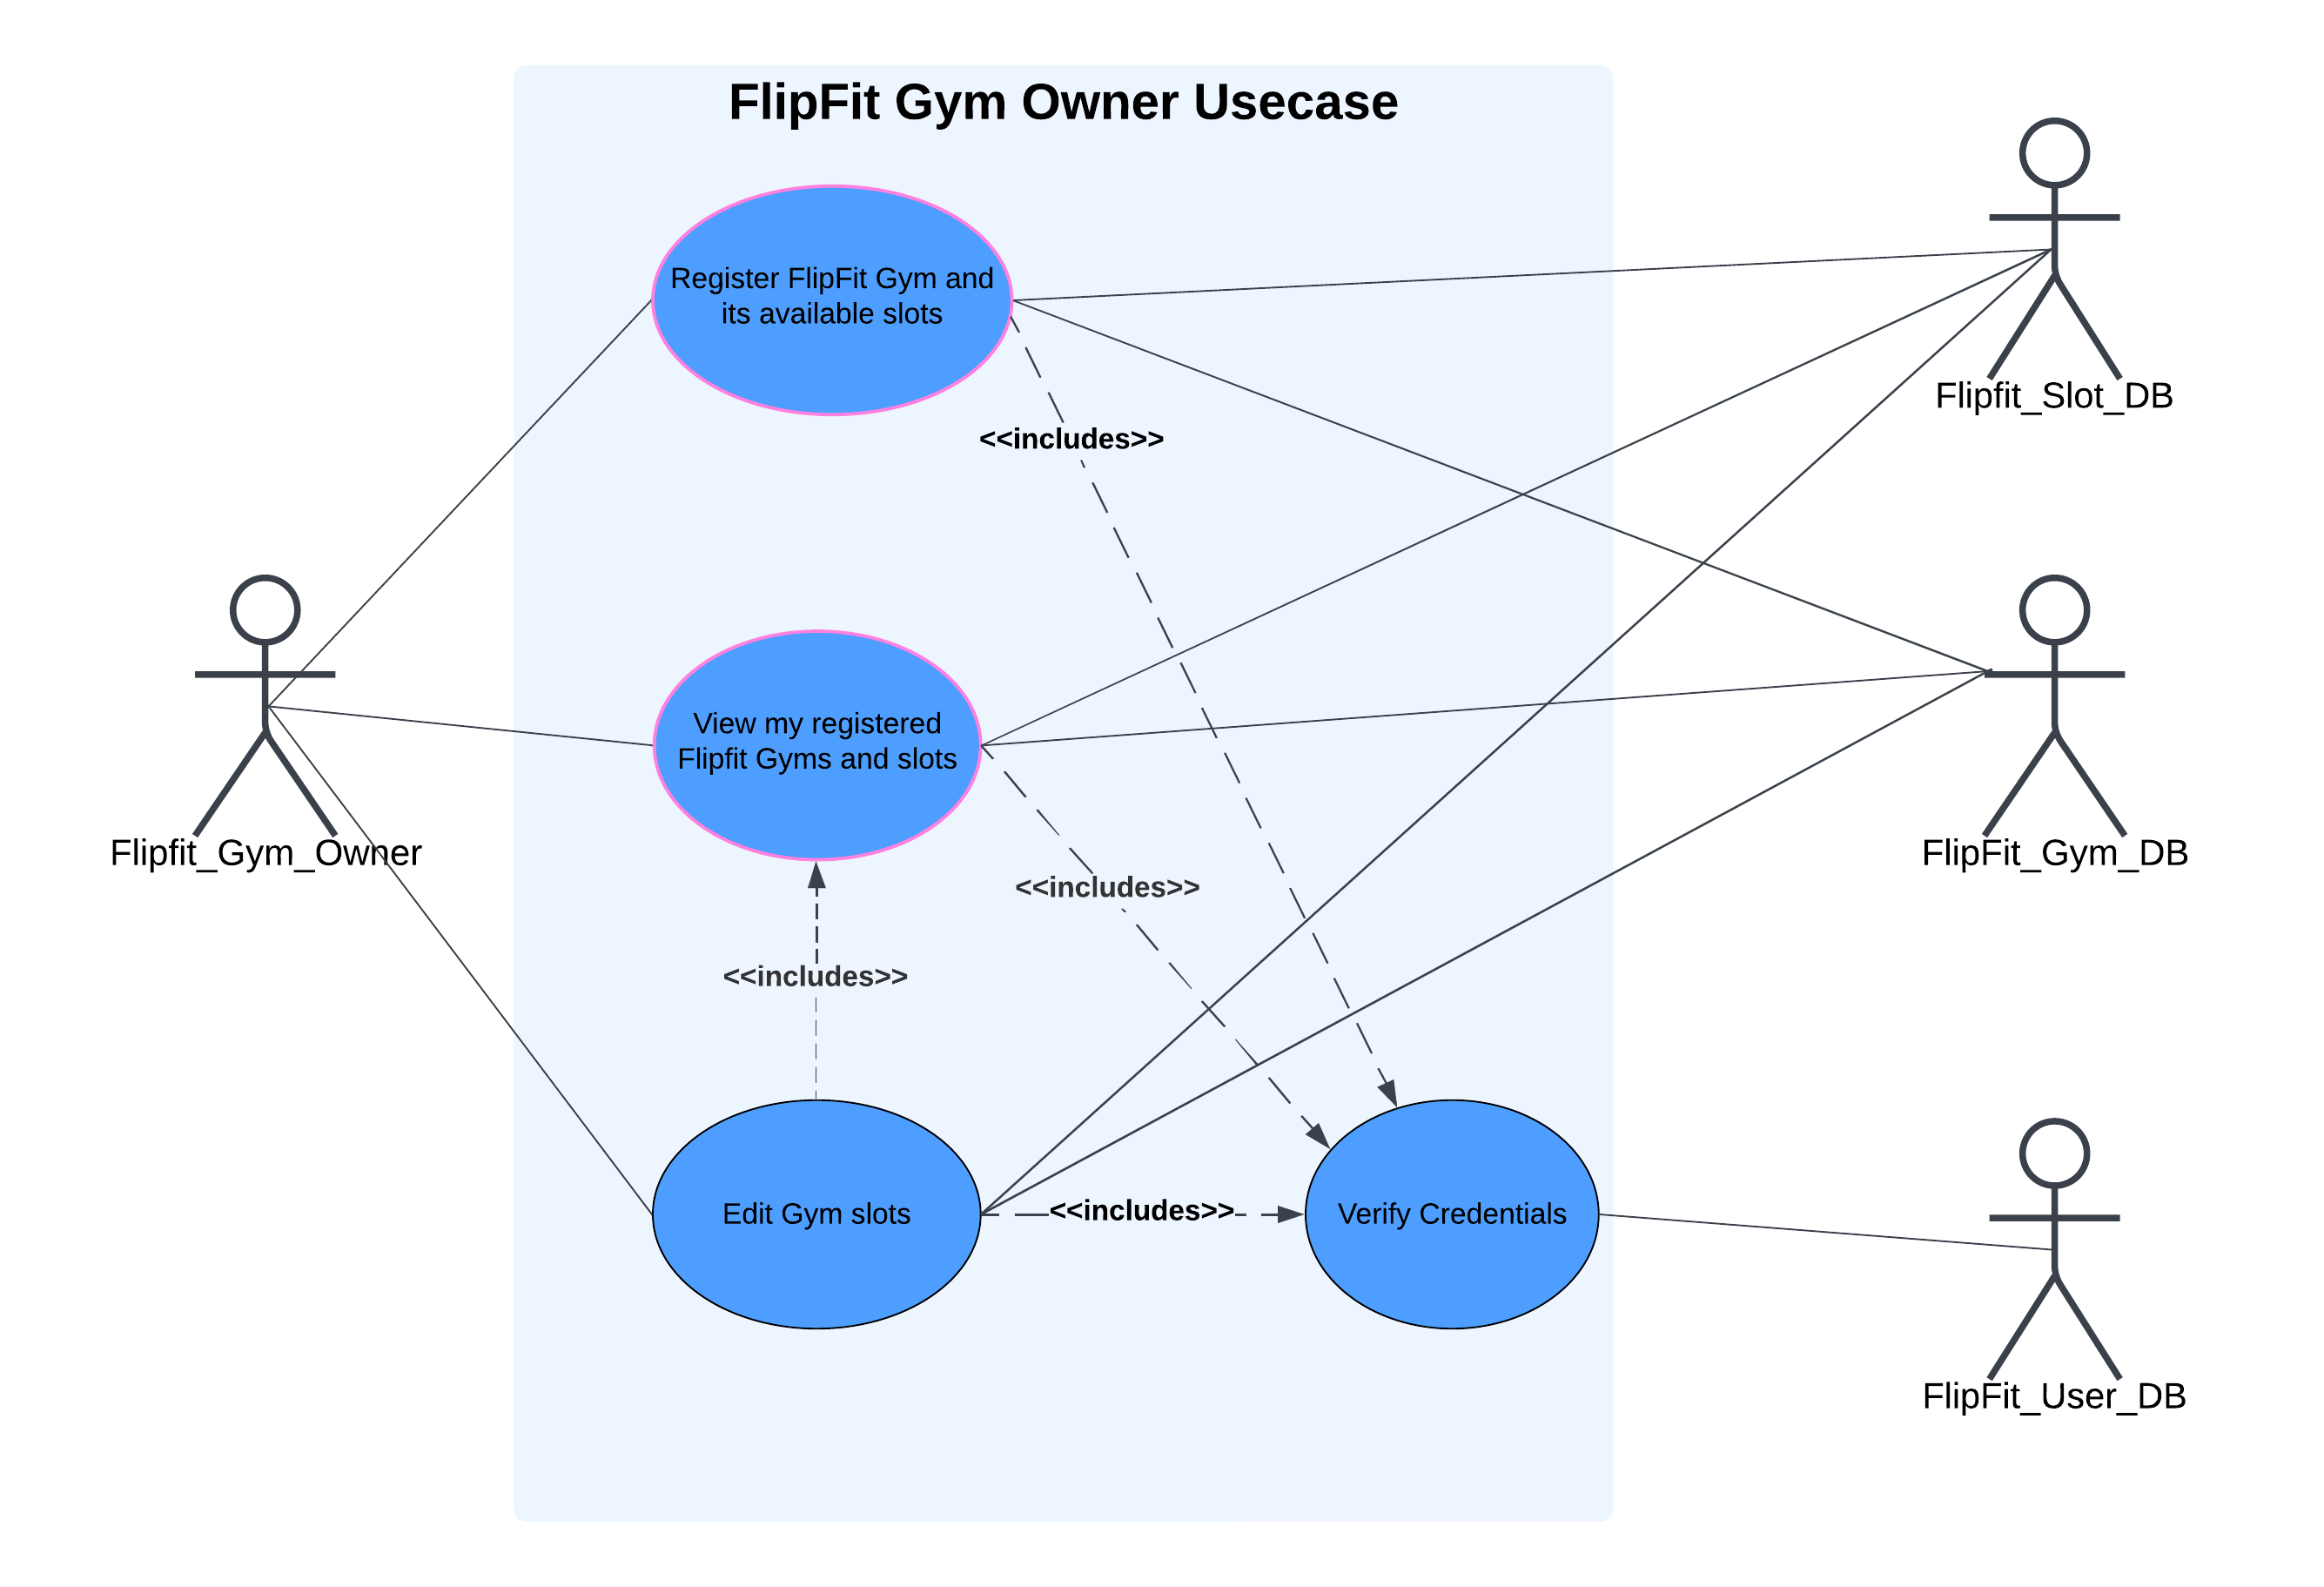 FlipFit Gym Owner Usecase
Register FlipFit Gym and
its available slots
Flipfit_Slot_DB
<<includes>>
View my registered
Flipfit Gyms and slots
Flipfit_Gym_Owner
FlipFit_Gym_DB
<<includes>>
<<includes>>
Edit Gym slots
<<includes>>
Verify Credentials
FlipFit_User_DB